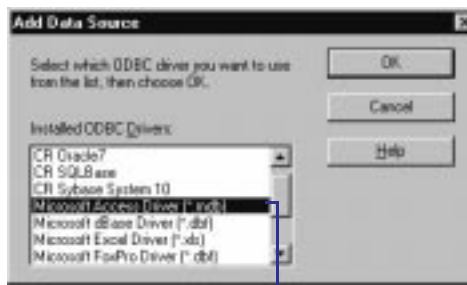 Add Data Source
Select which ODBC driver you want to use
from the list, then choose OK.
OK
Cancel
Help
Installed ODBC Drivers:
CR Oracle7
CR SQLBase
CR Sybase System 10
Microsoft Access Driver (*.mdb)
Microsoft dBase Driver (*.dbf)
Microsoft Excel Driver (*.xls)
Microsoft FoxPro Driver (*.dbf)